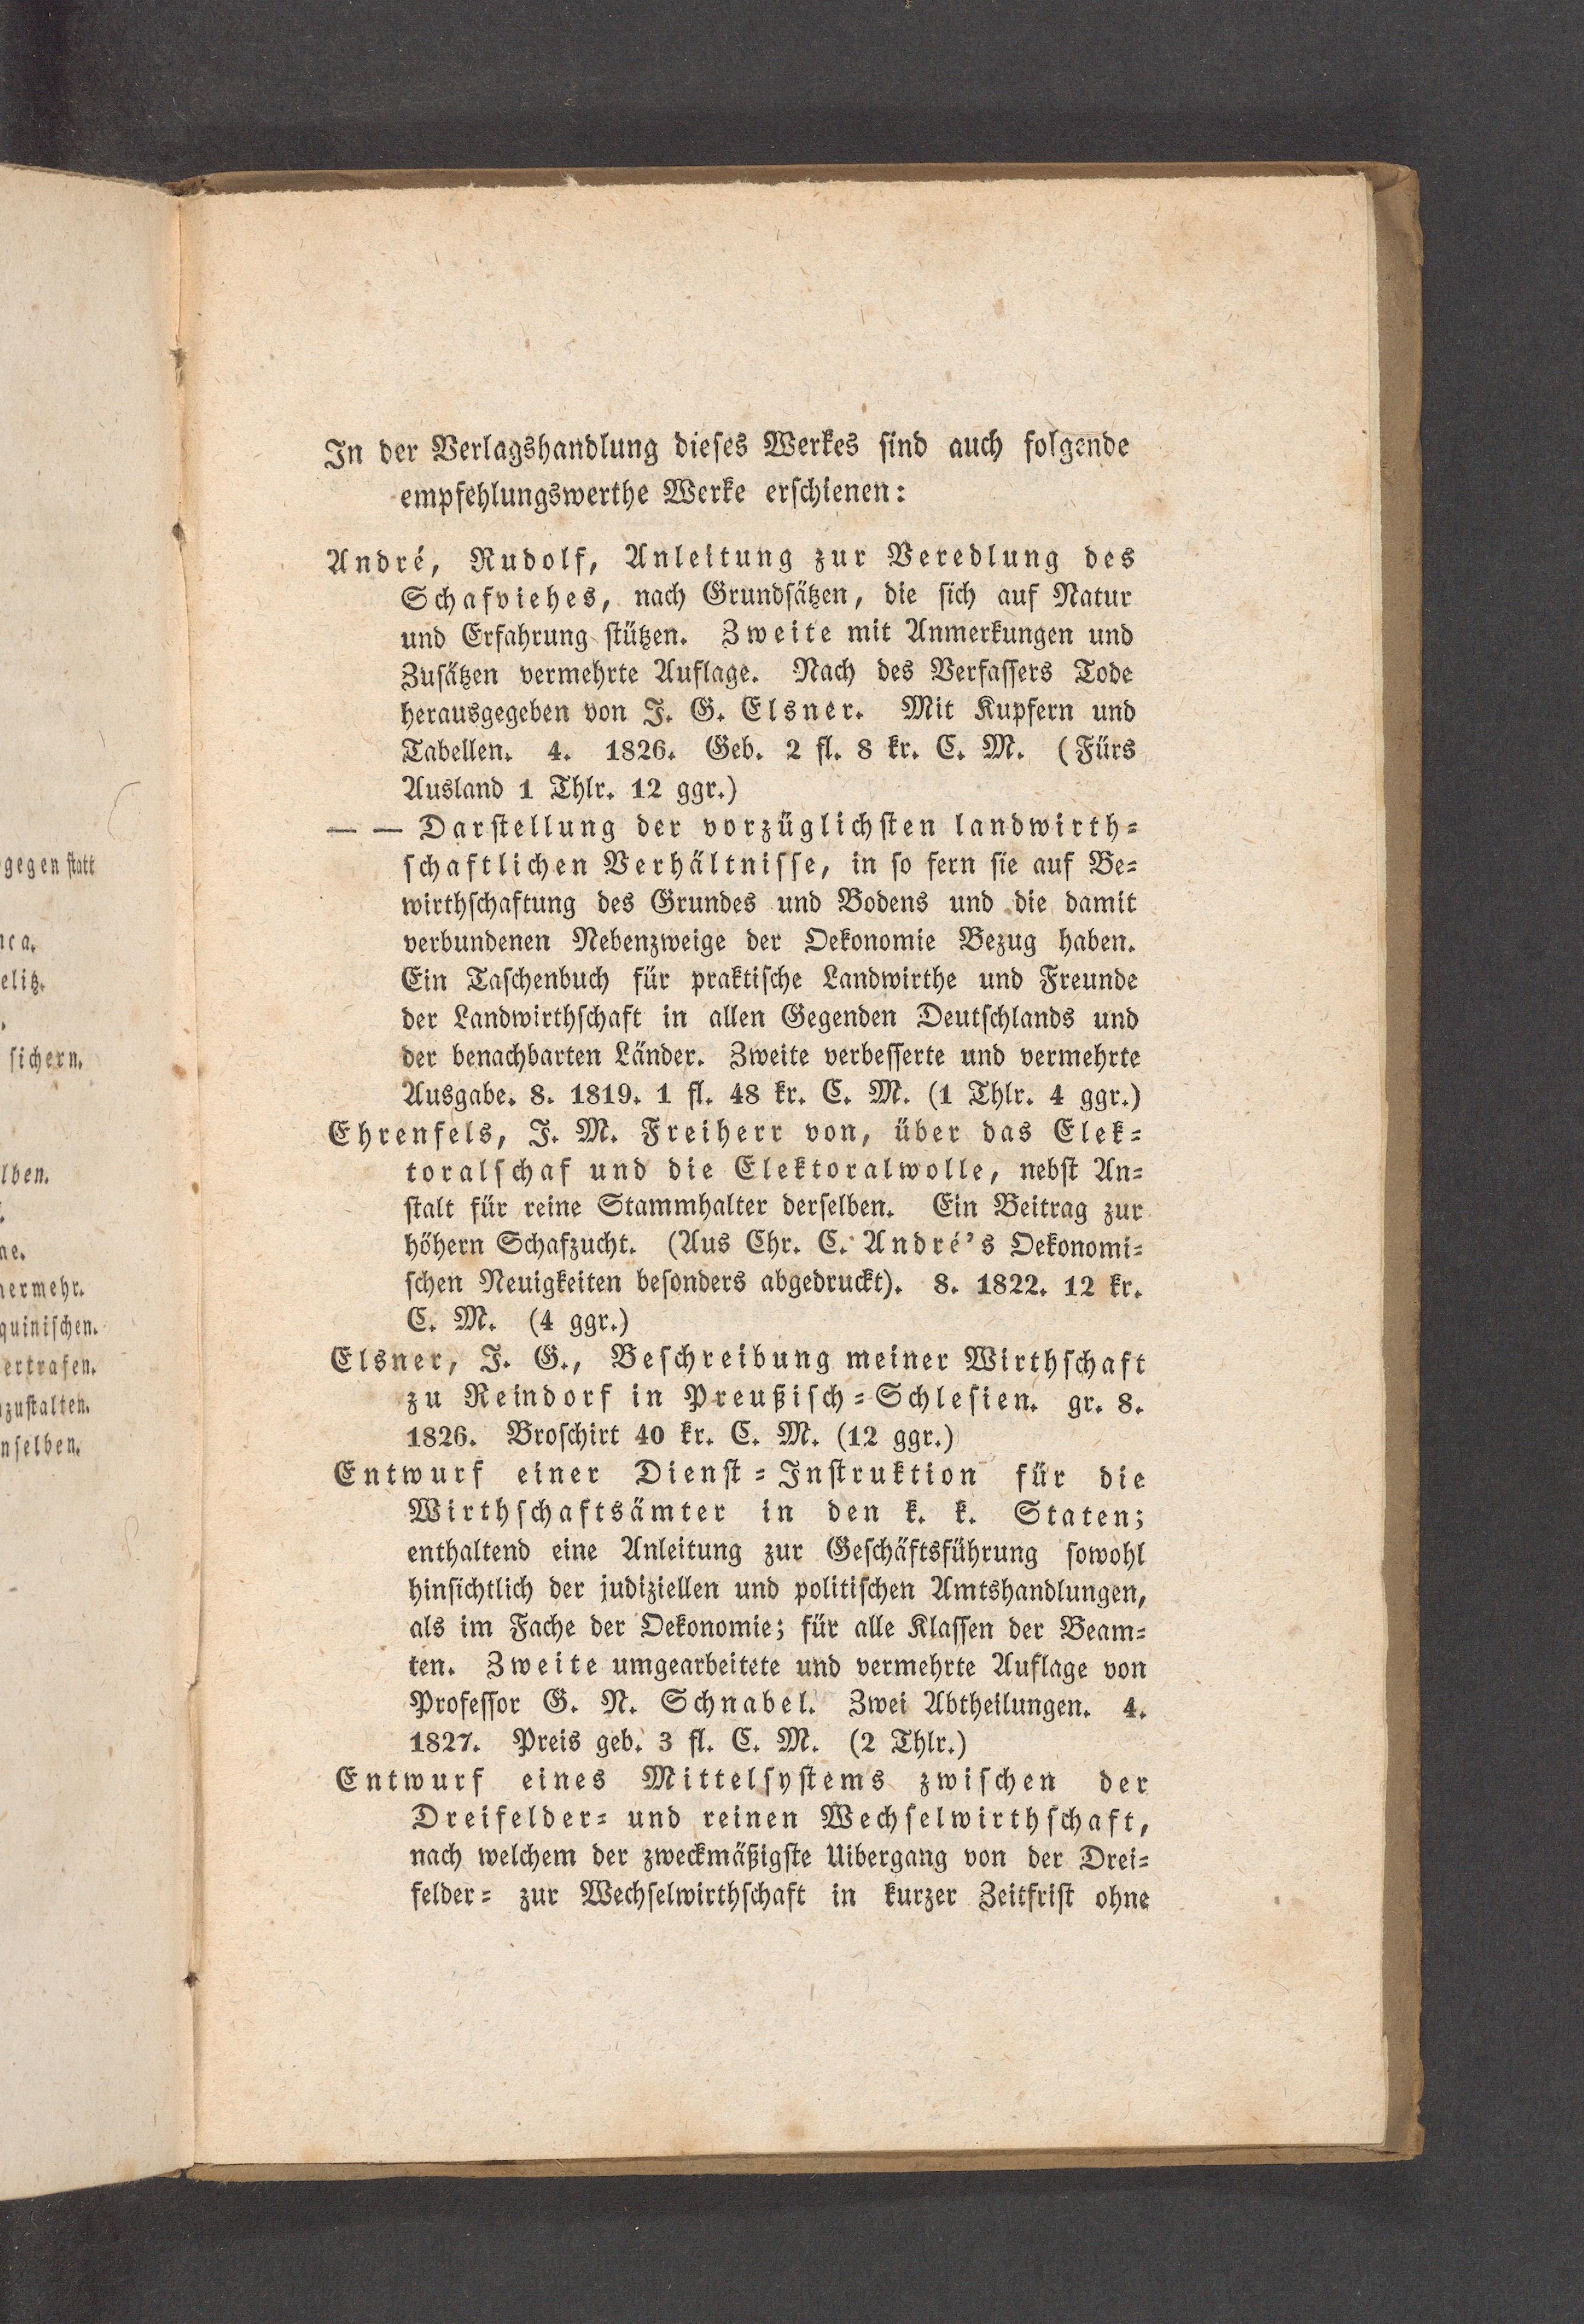 In der Verlagshandlung dieses Werkes sind auch folgende
empfehlungswerthe Werke erschienen:
André, Rudolf, Anleitung zur Veredlung des
Schafviehes, nach Grundsätzen, die sich auf Natur
und Erfahrung stützen. Zweite mit Anmerkungen und
Zusätzen vermehrte Auflage. Nach des Verfassers Tode
herausgegeben von J. G. Elsner. Mit Kupfern und
Tabellen. 4. 1826. Geb. 2 fl. 8 kr. C. M. (Fürs
Ausland 1 Thlr. 12 ggr.)
— — Darstellung der vorzüglichsten landwirth-
schaftlichen Verhältnisse, in so fern sie auf Be-
wirthschaftung des Grundes und Bodens und die damit
verbundenen Nebenzweige der Oekonomie Bezug haben.
Ein Taschenbuch für praktische Landwirthe und Freunde
der Landwirthschaft in allen Gegenden Deutschlands und
der benachbarten Länder. Zweite verbesserte und vermehrte
Ausgabe. 8. 1819. 1 fl. 48 kr. C. M. (1 Thlr. 4 ggr.)
Ehrenfels, J. M. Freiherr von, über das Elek-
toralschaf und die Elektoralwolle, nebst An-
stalt für reine Stammhalter derselben. Ein Beitrag zur
höhern Schafzucht. (Aus Chr. C. André's Oekonomi-
schen Neuigkeiten besonders abgedruckt). 8. 1822. 12 kr.
C. M. (4 ggr.)
Elsner, J. G., Beschreibung meiner Wirthschaft
zu Reindorf in Preußisch-Schlesien. gr. 8.
1826. Broschirt 40 kr. C. M. (12 ggr.)
Entwurf einer Dienst-Instruktion für die
Wirthschaftsämter in den k. k. Staten;
enthaltend eine Anleitung zur Geschäftsführung sowohl
hinsichtlich der judiziellen und politischen Amtshandlungen,
als im Fache der Oekonomie; für alle Klassen der Beam-
ten. Zweite umgearbeitete und vermehrte Auflage von
Professor G. N. Schnabel. Zwei Abtheilungen. 4.
1827. Preis geb. 3 fl. C. M. (2 Thlr.)
Entwurf eines Mittelsystems zwischen der
Dreifelder- und reinen Wechselwirthschaft,
nach welchem der zweckmäßigste Uibergang von der Drei-
felder- zur Wechselwirthschaft in kurzer Zeitfrist ohne